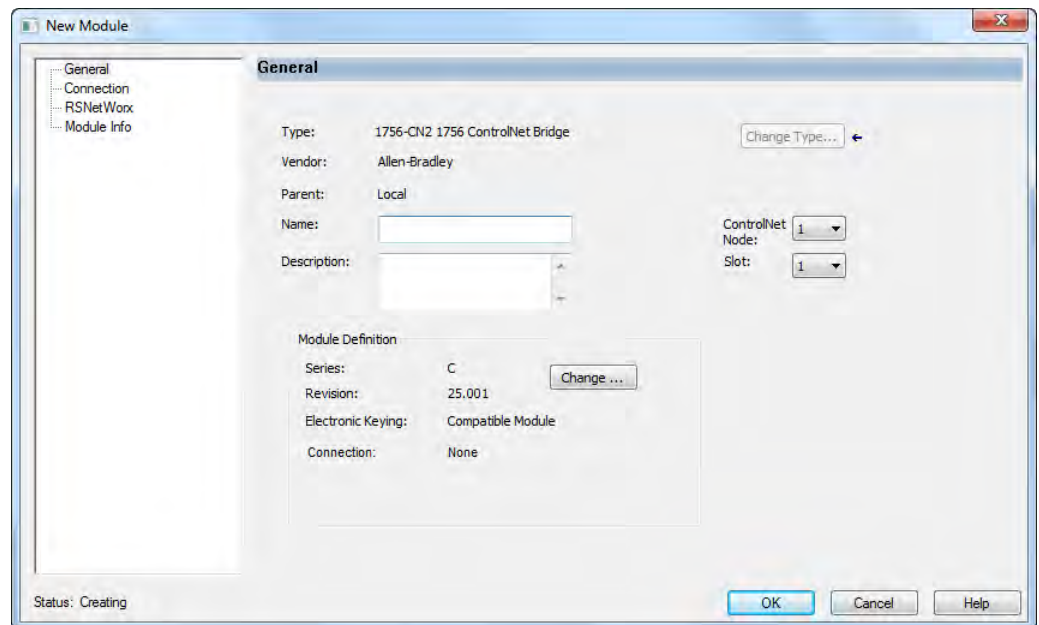 New Module
General
Connection
RSNetWorx
Module Info
General
Type: 1756-CN2 1756 ControlNet Bridge
Change Type...
Vendor: Allen-Bradley
Parent: Local
Name:
ControlNet
Node: 1
Description:
Slot: 1
Module Definition
Series: C
Change ...
Revision: 25.001
Electronic Keying: Compatible Module
Connection: None
Status: Creating
OK Cancel Help